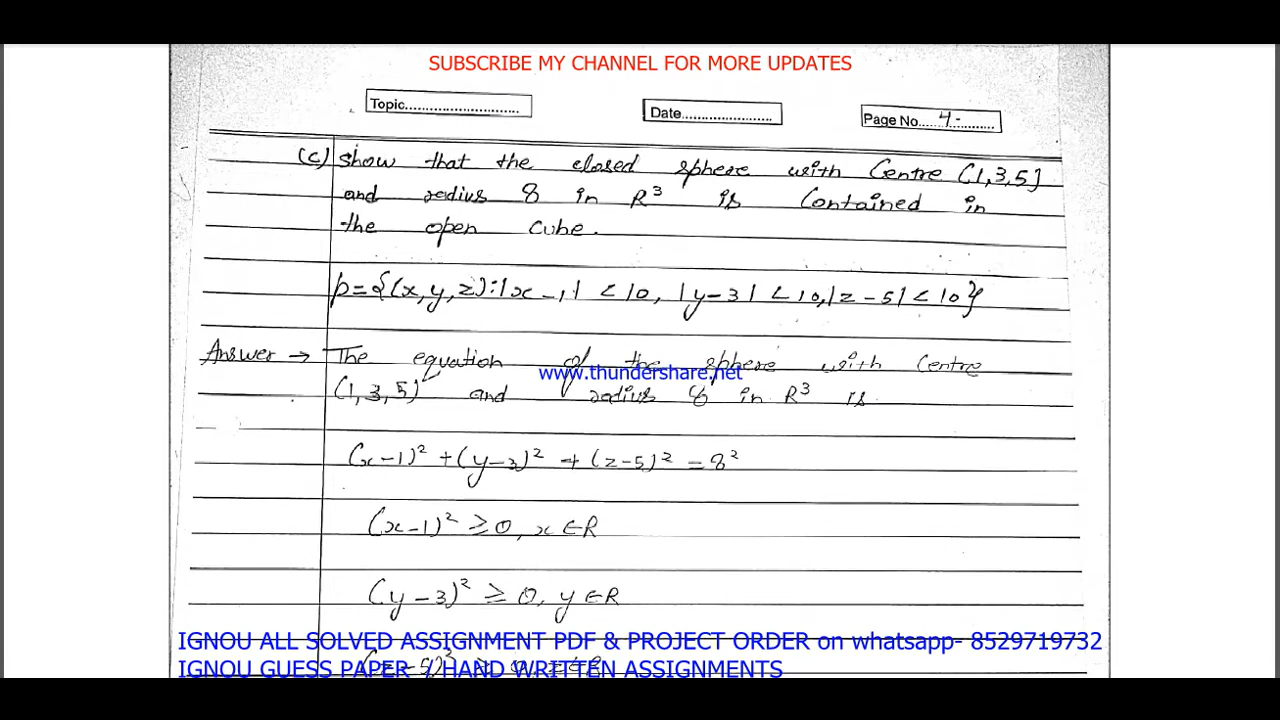 SUBSCRIBE MY CHANNEL FOR MORE UPDATES
Topic........................... Date........................ Page No.....4-..........
(c) show that the closed sphere with Centre (1,3,5)
and radius 8 in R³ is Contained in
the open cube.
p={(x,y,z):|x-1| <10, |y-3| <10,|z-5|<10}
Answer → The equation of the sphere with Centre
www.thundershare.net
(1,3,5) and radius 8 in R³ is
(x-1)² +(y-3)² +(z-5)² =8²
(x-1)² ≥0, x∈R
(y-3)² ≥ 0, y∈R
IGNOU ALL SOLVED ASSIGNMENT PDF & PROJECT ORDER on whatsapp- 8529719732
IGNOU GUESS PAPER , HAND WRITTEN ASSIGNMENTS